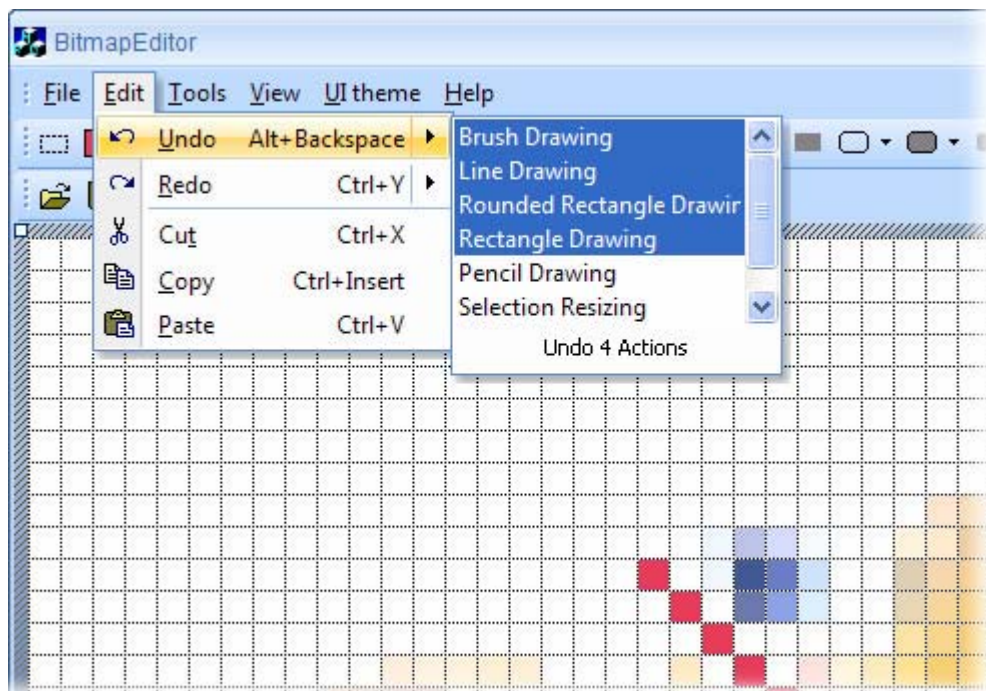 BitmapEditor
File Edit Tools View UI theme Help
Undo Alt+Backspace
Redo Ctrl+Y
Cut Ctrl+X
Copy Ctrl+Insert
Paste Ctrl+V
Brush Drawing
Line Drawing
Rounded Rectangle Drawir
Rectangle Drawing
Pencil Drawing
Selection Resizing
Undo 4 Actions